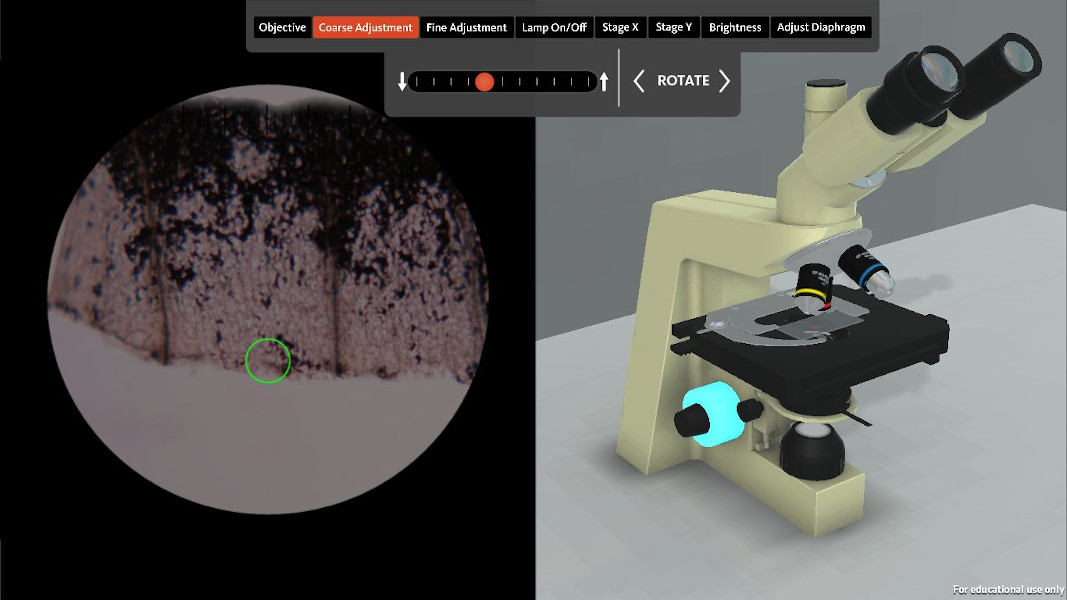 Objective Coarse Adjustment Fine Adjustment Lamp On/Off Stage X Stage Y Brightness Adjust Diaphragm
ROTATE
For educational use only